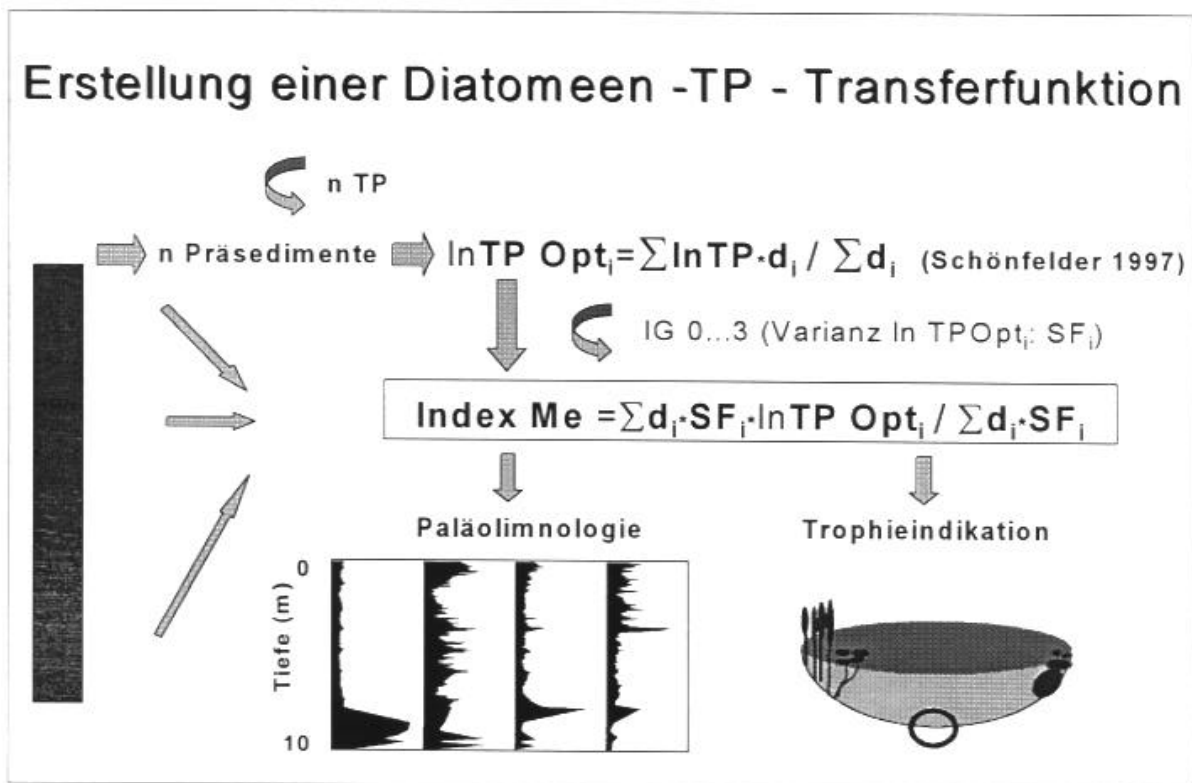 Erstellung einer Diatomeen -TP - Transferfunktion
n TP
n Präsedimente
lnTP Optᵢ=∑lnTP*dᵢ / ∑dᵢ (Schönfelder 1997)
IG 0...3 (Varianz ln TPOptᵢ: SFᵢ)
Index Me =∑dᵢ*SFᵢ*lnTP Optᵢ / ∑dᵢ*SFᵢ
Paläolimnologie
Trophieindikation
0
Tiefe (m)
10